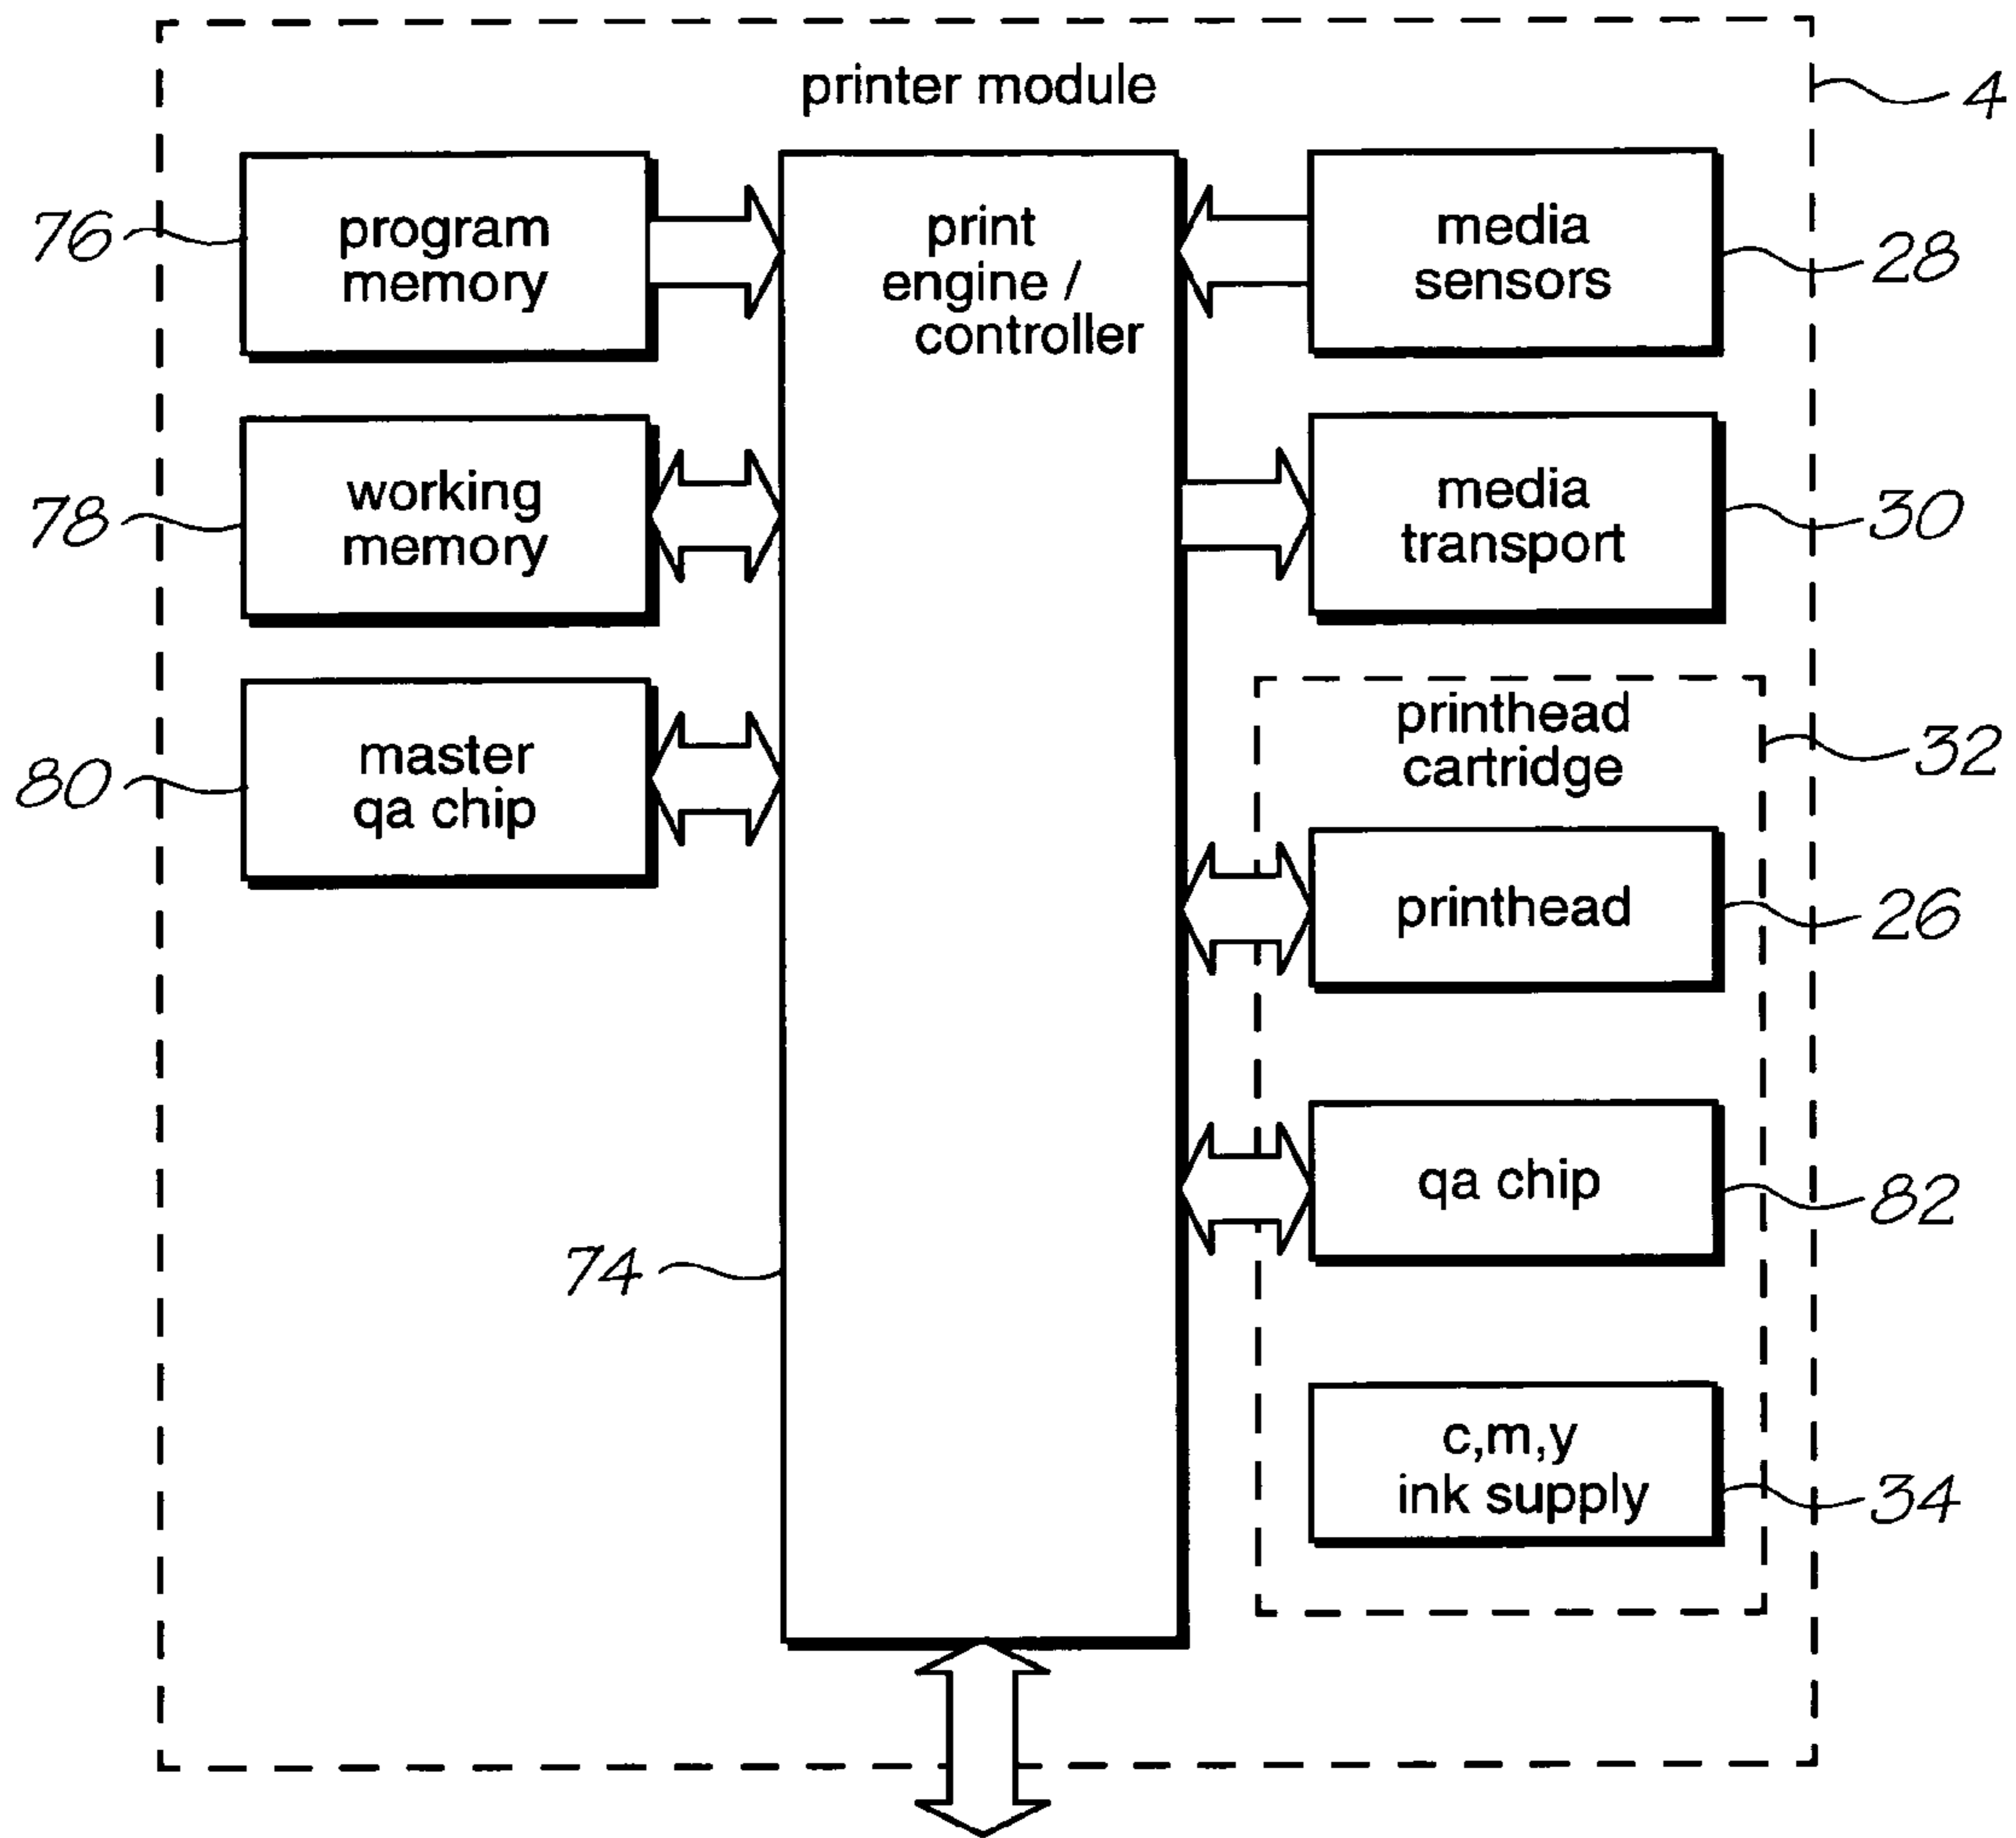 printer module
4
76
program
memory
print
engine /
controller
media
sensors
28
78
working
memory
media
transport
30
80
master
qa chip
printhead
cartridge
32
printhead
26
qa chip
82
74
c,m,y
ink supply
34